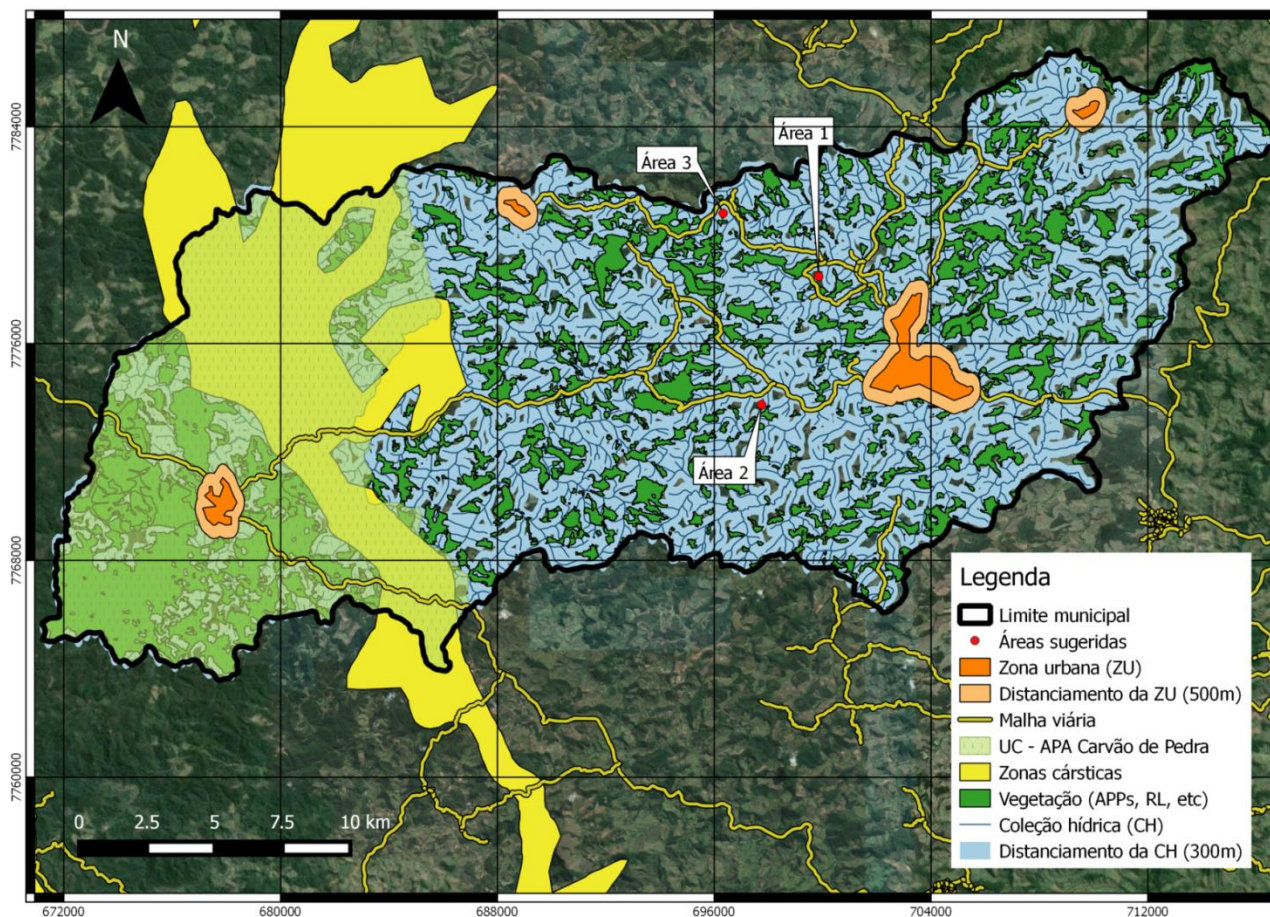 N
Área 1
Área 3
Área 2
7784000
7776000
7768000
7760000
0 2.5 5 7.5 10 km
672000 680000 688000 696000 704000 712000
Legenda
Limite municipal
Áreas sugeridas
Zona urbana (ZU)
Distanciamento da ZU (500m)
Malha viária
UC - APA Carvão de Pedra
Zonas cársticas
Vegetação (APPs, RL, etc)
Coleção hídrica (CH)
Distanciamento da CH (300m)